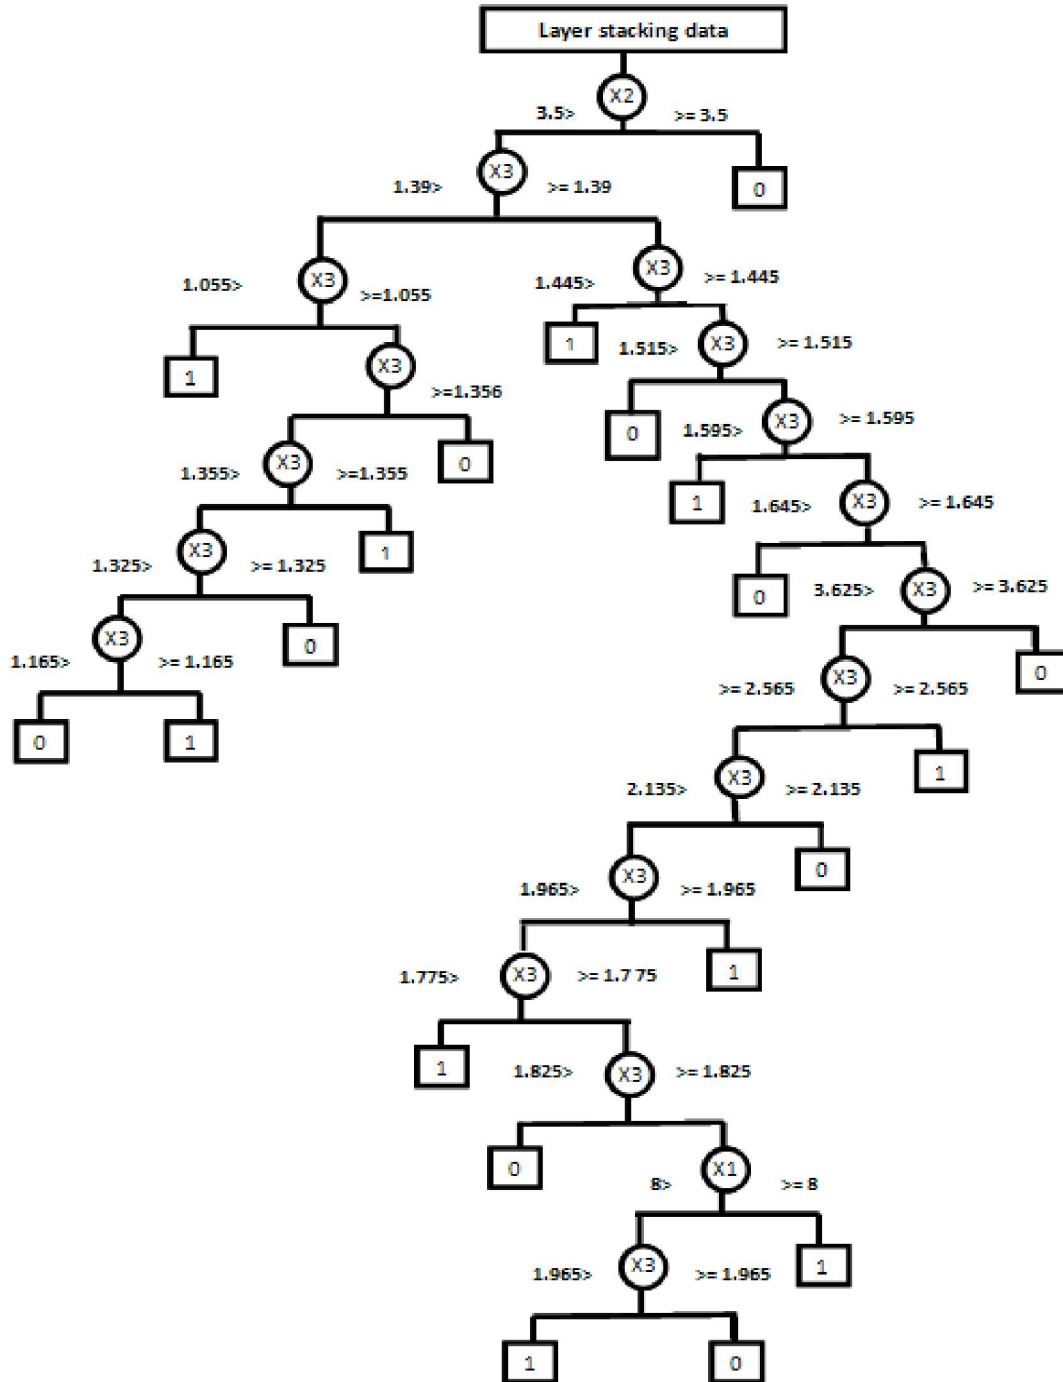 Layer stacking data
X2
3.5> >= 3.5
X3 0
1.39> >= 1.39
X3 X3
1.055> >=1.055 1.445> >= 1.445
1 X3 1 X3
>=1.356 1.515> >= 1.515
X3 0 0 X3
1.355> >=1.355 1.595> >= 1.595
X3 1 1 X3
1.325> >= 1.325 1.645> >= 1.645
X3 0 0 X3
1.165> >= 1.165 3.625> >= 3.625
0 1 X3 0
>= 2.565 >= 2.565
X3 1
2.135> >= 2.135
X3 0
1.965> >= 1.965
X3 1
1.775> >= 1.7 75
1 X3
1.825> >= 1.825
0 X1
8> >= 8
X3 1
1.965> >= 1.965
1 0